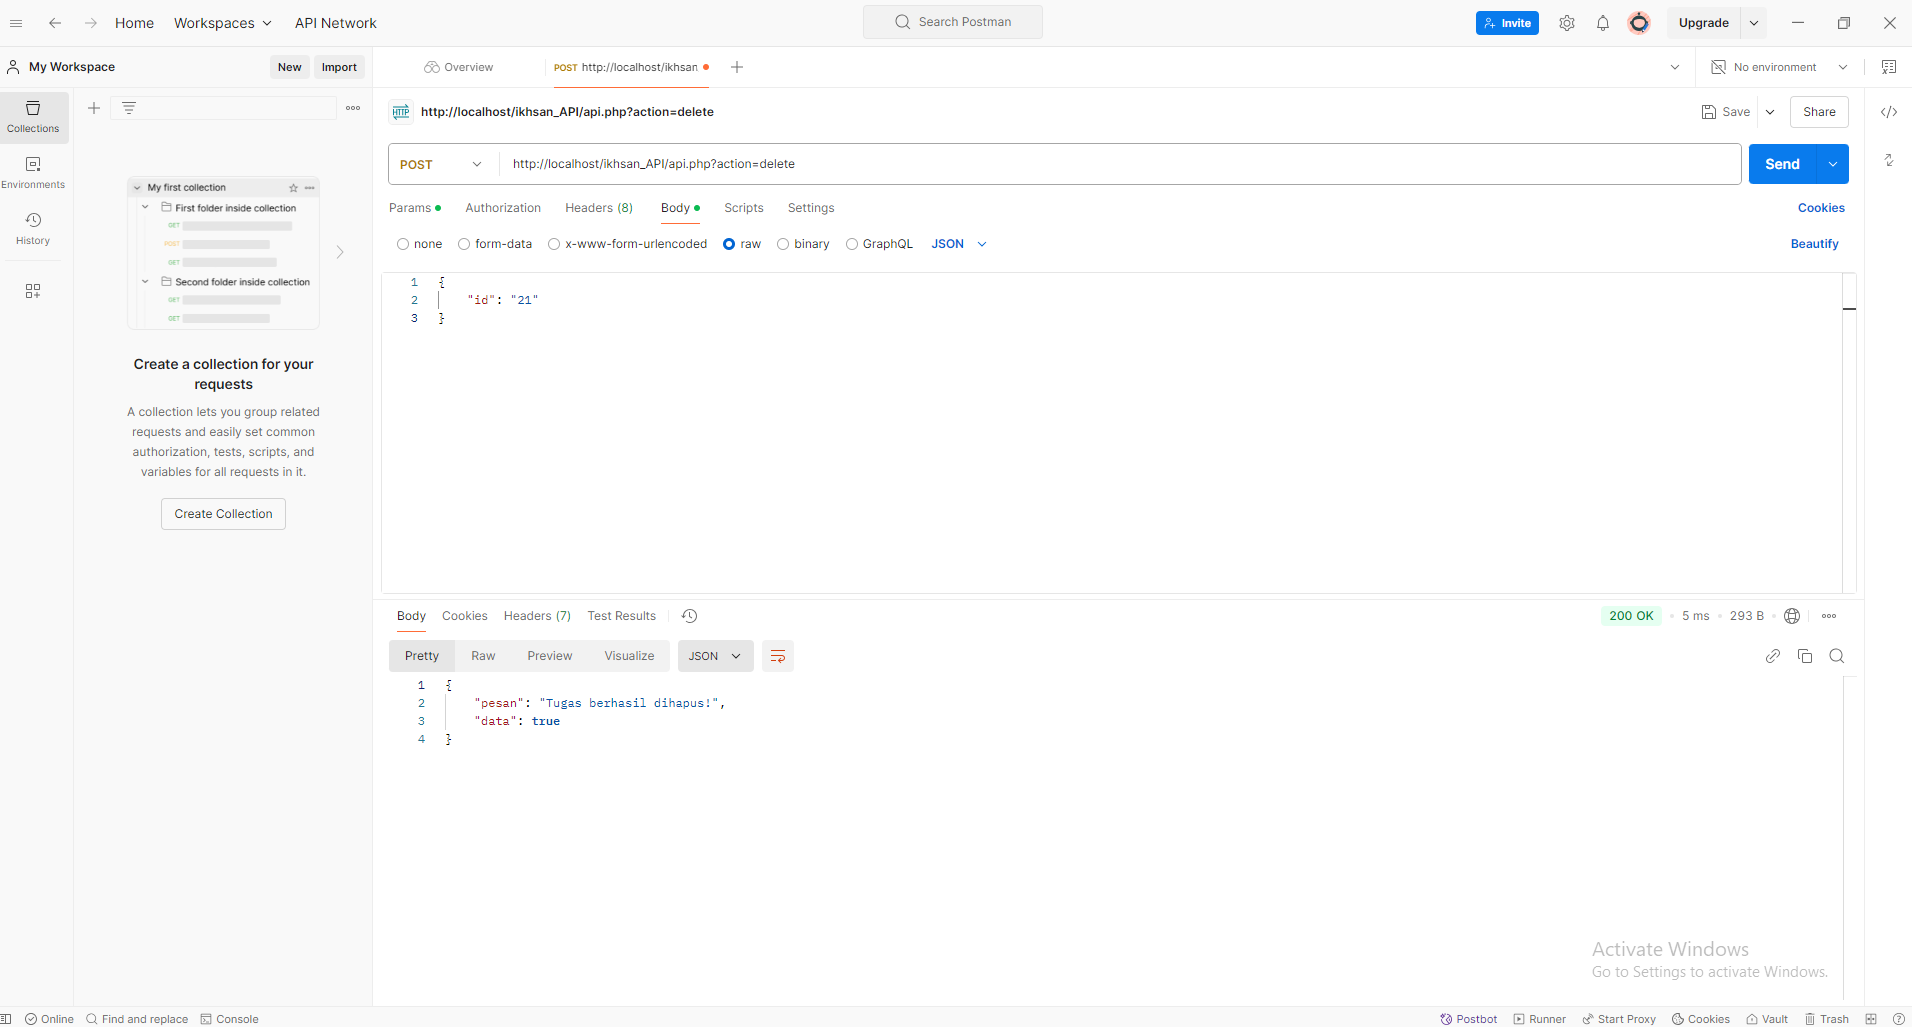 Home Workspaces API Network Search Postman Invite Upgrade
My Workspace New Import Overview POST http://localhost/ikhsan No environment
Collections
Environments
History
My first collection
First folder inside collection
GET
POST
GET
Second folder inside collection
GET
GET
Create a collection for your
requests
A collection lets you group related
requests and easily set common
authorization, tests, scripts, and
variables for all requests in it.
Create Collection
HTTP http://localhost/ikhsan_API/api.php?action=delete Save Share
POST http://localhost/ikhsan_API/api.php?action=delete Send
Params Authorization Headers (8) Body Scripts Settings Cookies
none form-data x-www-form-urlencoded raw binary GraphQL JSON Beautify
1 {
2 "id": "21"
3 }
Body Cookies Headers (7) Test Results 200 OK 5 ms 293 B
Pretty Raw Preview Visualize JSON
1 {
2 "pesan": "Tugas berhasil dihapus!",
3 "data": true
4 }
Activate Windows
Go to Settings to activate Windows.
Online Find and replace Console Postbot Runner Start Proxy Cookies Vault Trash